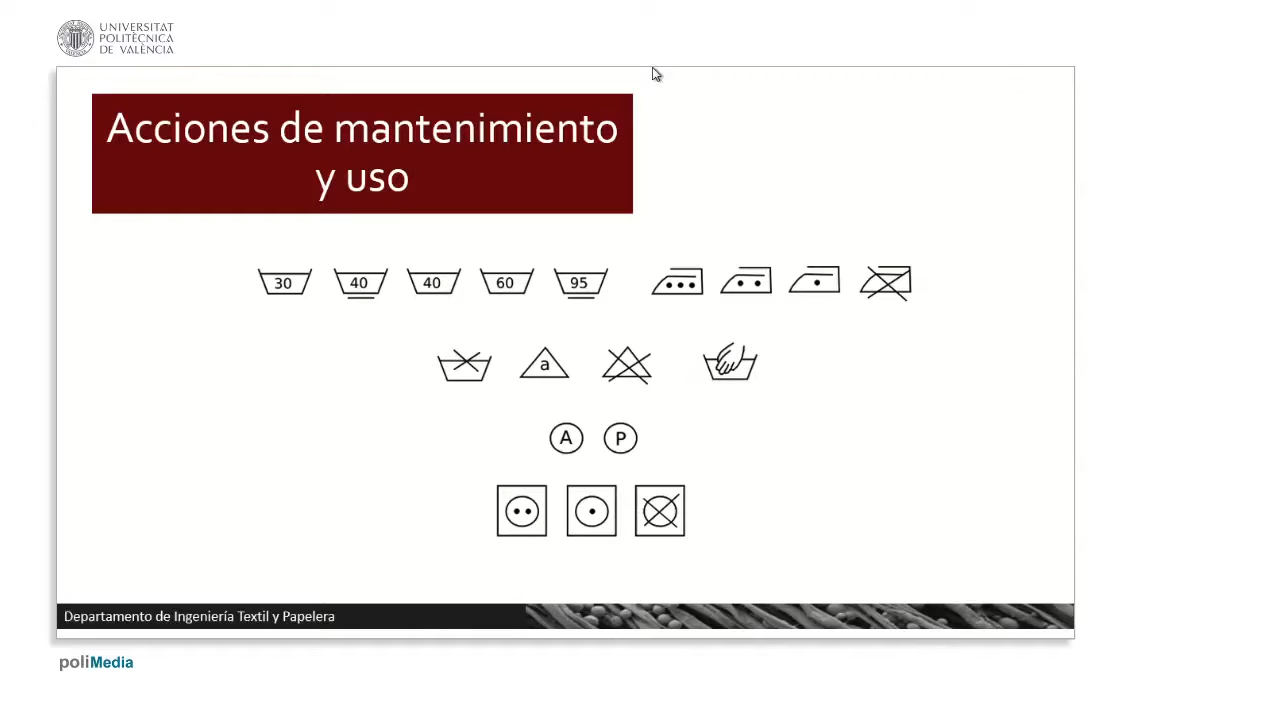 UNIVERSITAT
POLITÈCNICA
DE VALÈNCIA
Acciones de mantenimiento
y uso
30 40 40 60 95
a
A P
Departamento de Ingeniería Textil y Papelera
poliMedia